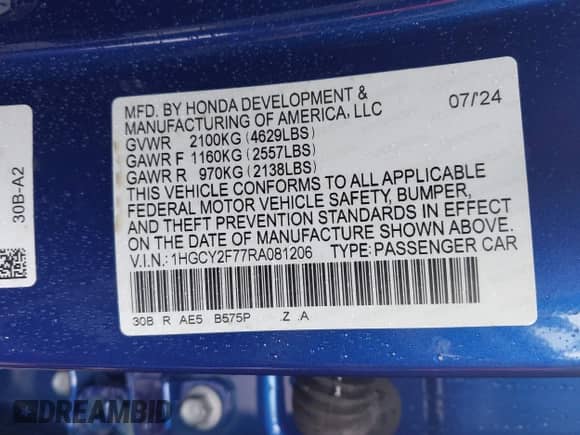 MFD. BY HONDA DEVELOPMENT &
MANUFACTURING OF AMERICA, LLC 07/'24
GVWR 2100KG (4629LBS)
GAWR F 1160KG (2557LBS)
GAWR R 970KG (2138LBS)
THIS VEHICLE CONFORMS TO ALL APPLICABLE
FEDERAL MOTOR VEHICLE SAFETY, BUMPER,
AND THEFT PREVENTION STANDARDS IN EFFECT
ON THE DATE OF MANUFACTURE SHOWN ABOVE.
V.I.N.: 1HGCY2F77RA081206 TYPE: PASSENGER CAR
30B R AE5 B575P .Z .A
30B-A2
DREAMBID